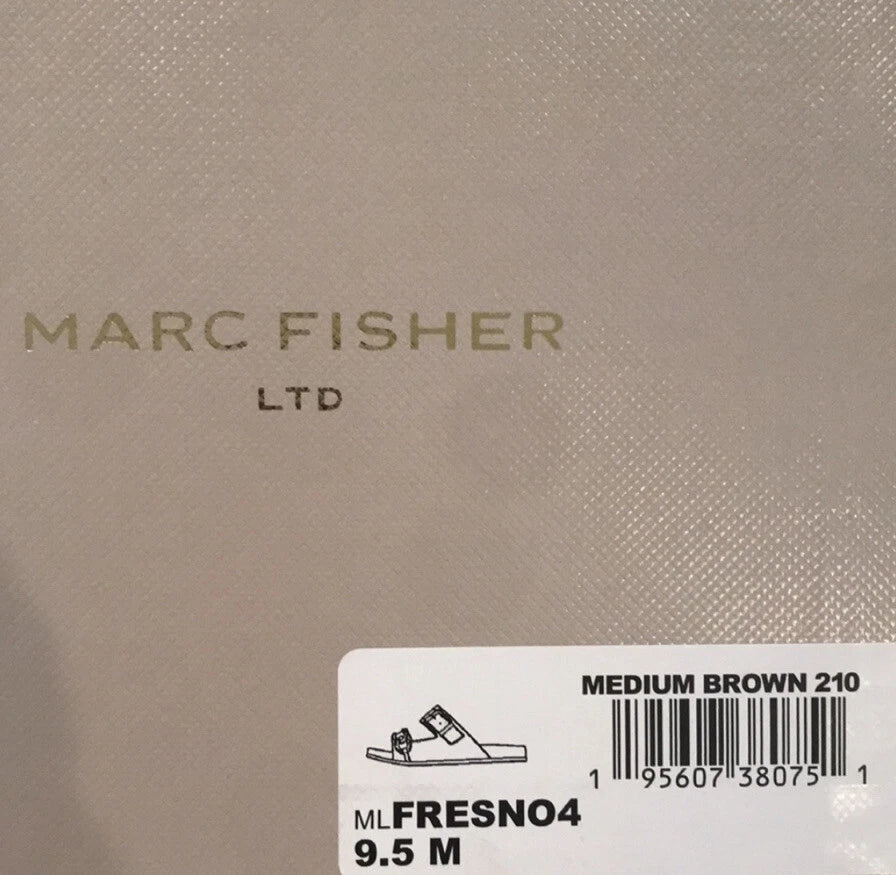 MARC FISHER
LTD
MEDIUM BROWN 210
1 95607 38075 1
MLFRESNO4
9.5 M